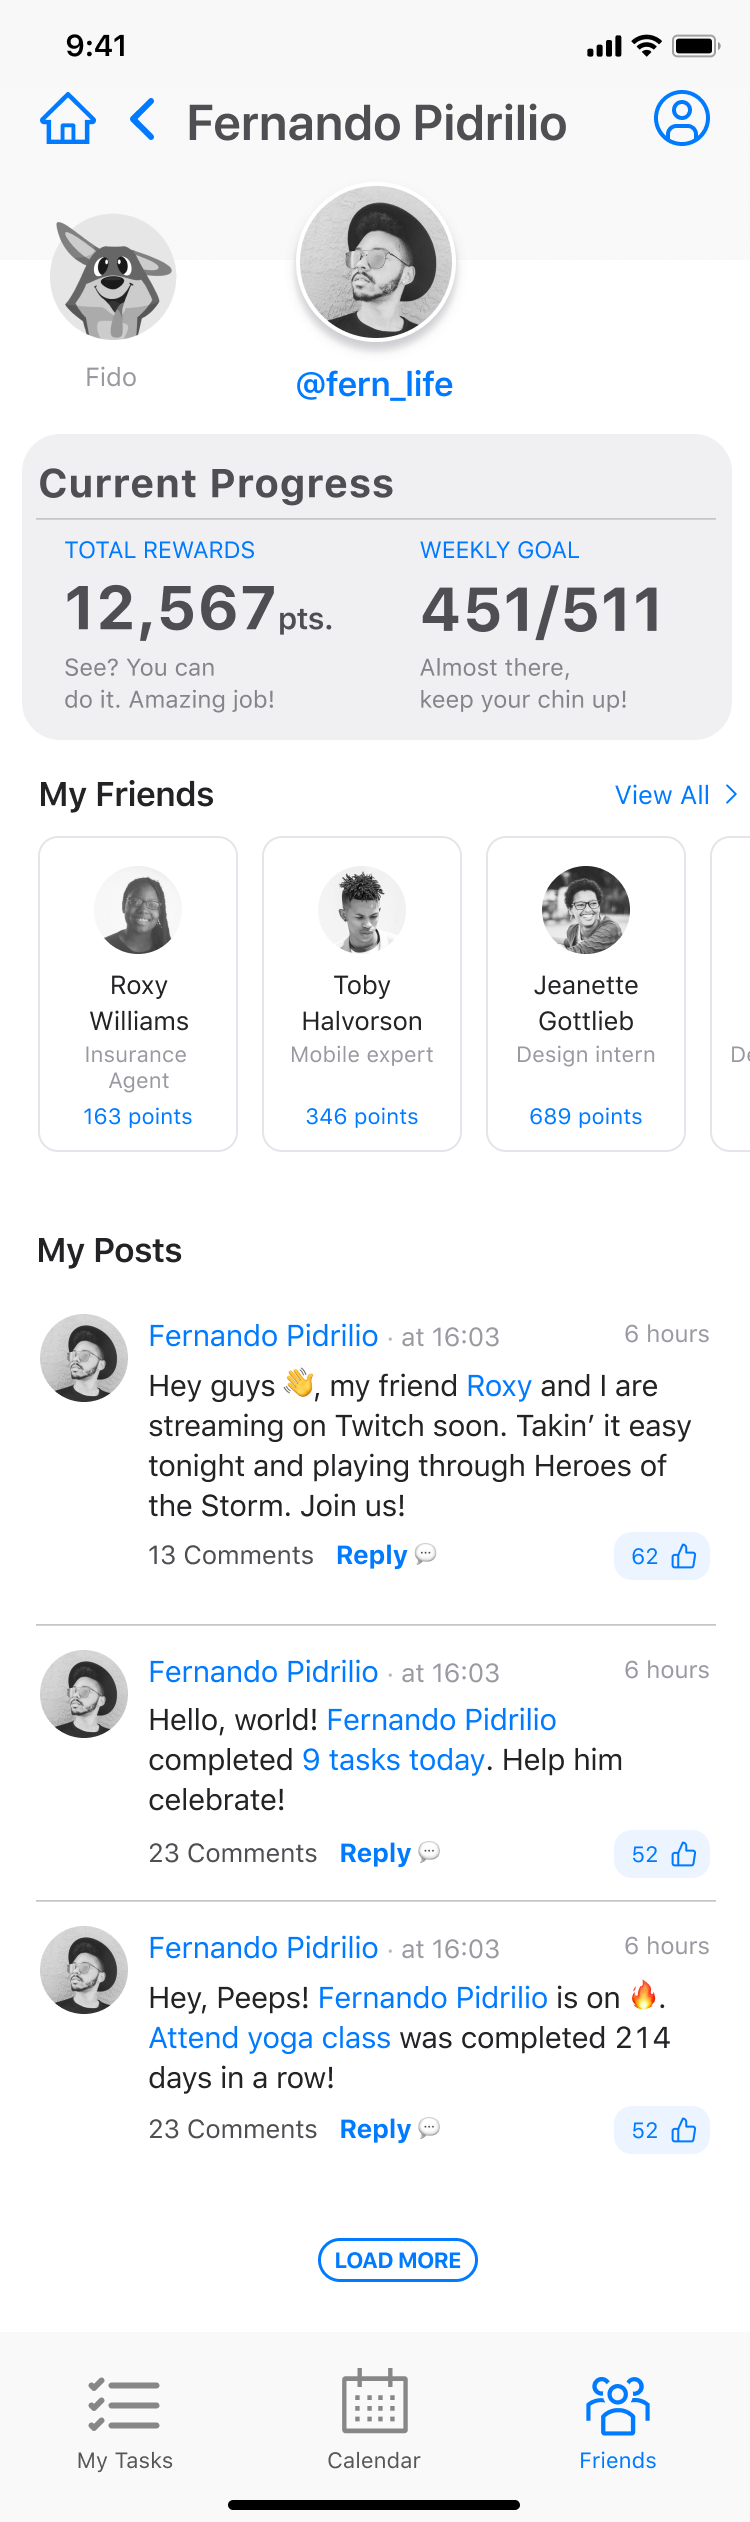 9:41
Fernando Pidrilio
Fido
@fern_life
Current Progress
TOTAL REWARDS
12,567pts.
See? You can
do it. Amazing job!
WEEKLY GOAL
451/511
Almost there,
keep your chin up!
My Friends
View All
Roxy
Williams
Insurance
Agent
163 points
Toby
Halvorson
Mobile expert
346 points
Jeanette
Gottlieb
Design intern
689 points
De
My Posts
Fernando Pidrilio · at 16:03 6 hours
Hey guys 👋, my friend Roxy and I are
streaming on Twitch soon. Takin’ it easy
tonight and playing through Heroes of
the Storm. Join us!
13 Comments Reply 62
Fernando Pidrilio · at 16:03 6 hours
Hello, world! Fernando Pidrilio
completed 9 tasks today. Help him
celebrate!
23 Comments Reply 52
Fernando Pidrilio · at 16:03 6 hours
Hey, Peeps! Fernando Pidrilio is on 🔥.
Attend yoga class was completed 214
days in a row!
23 Comments Reply 52
LOAD MORE
My Tasks
Calendar
Friends